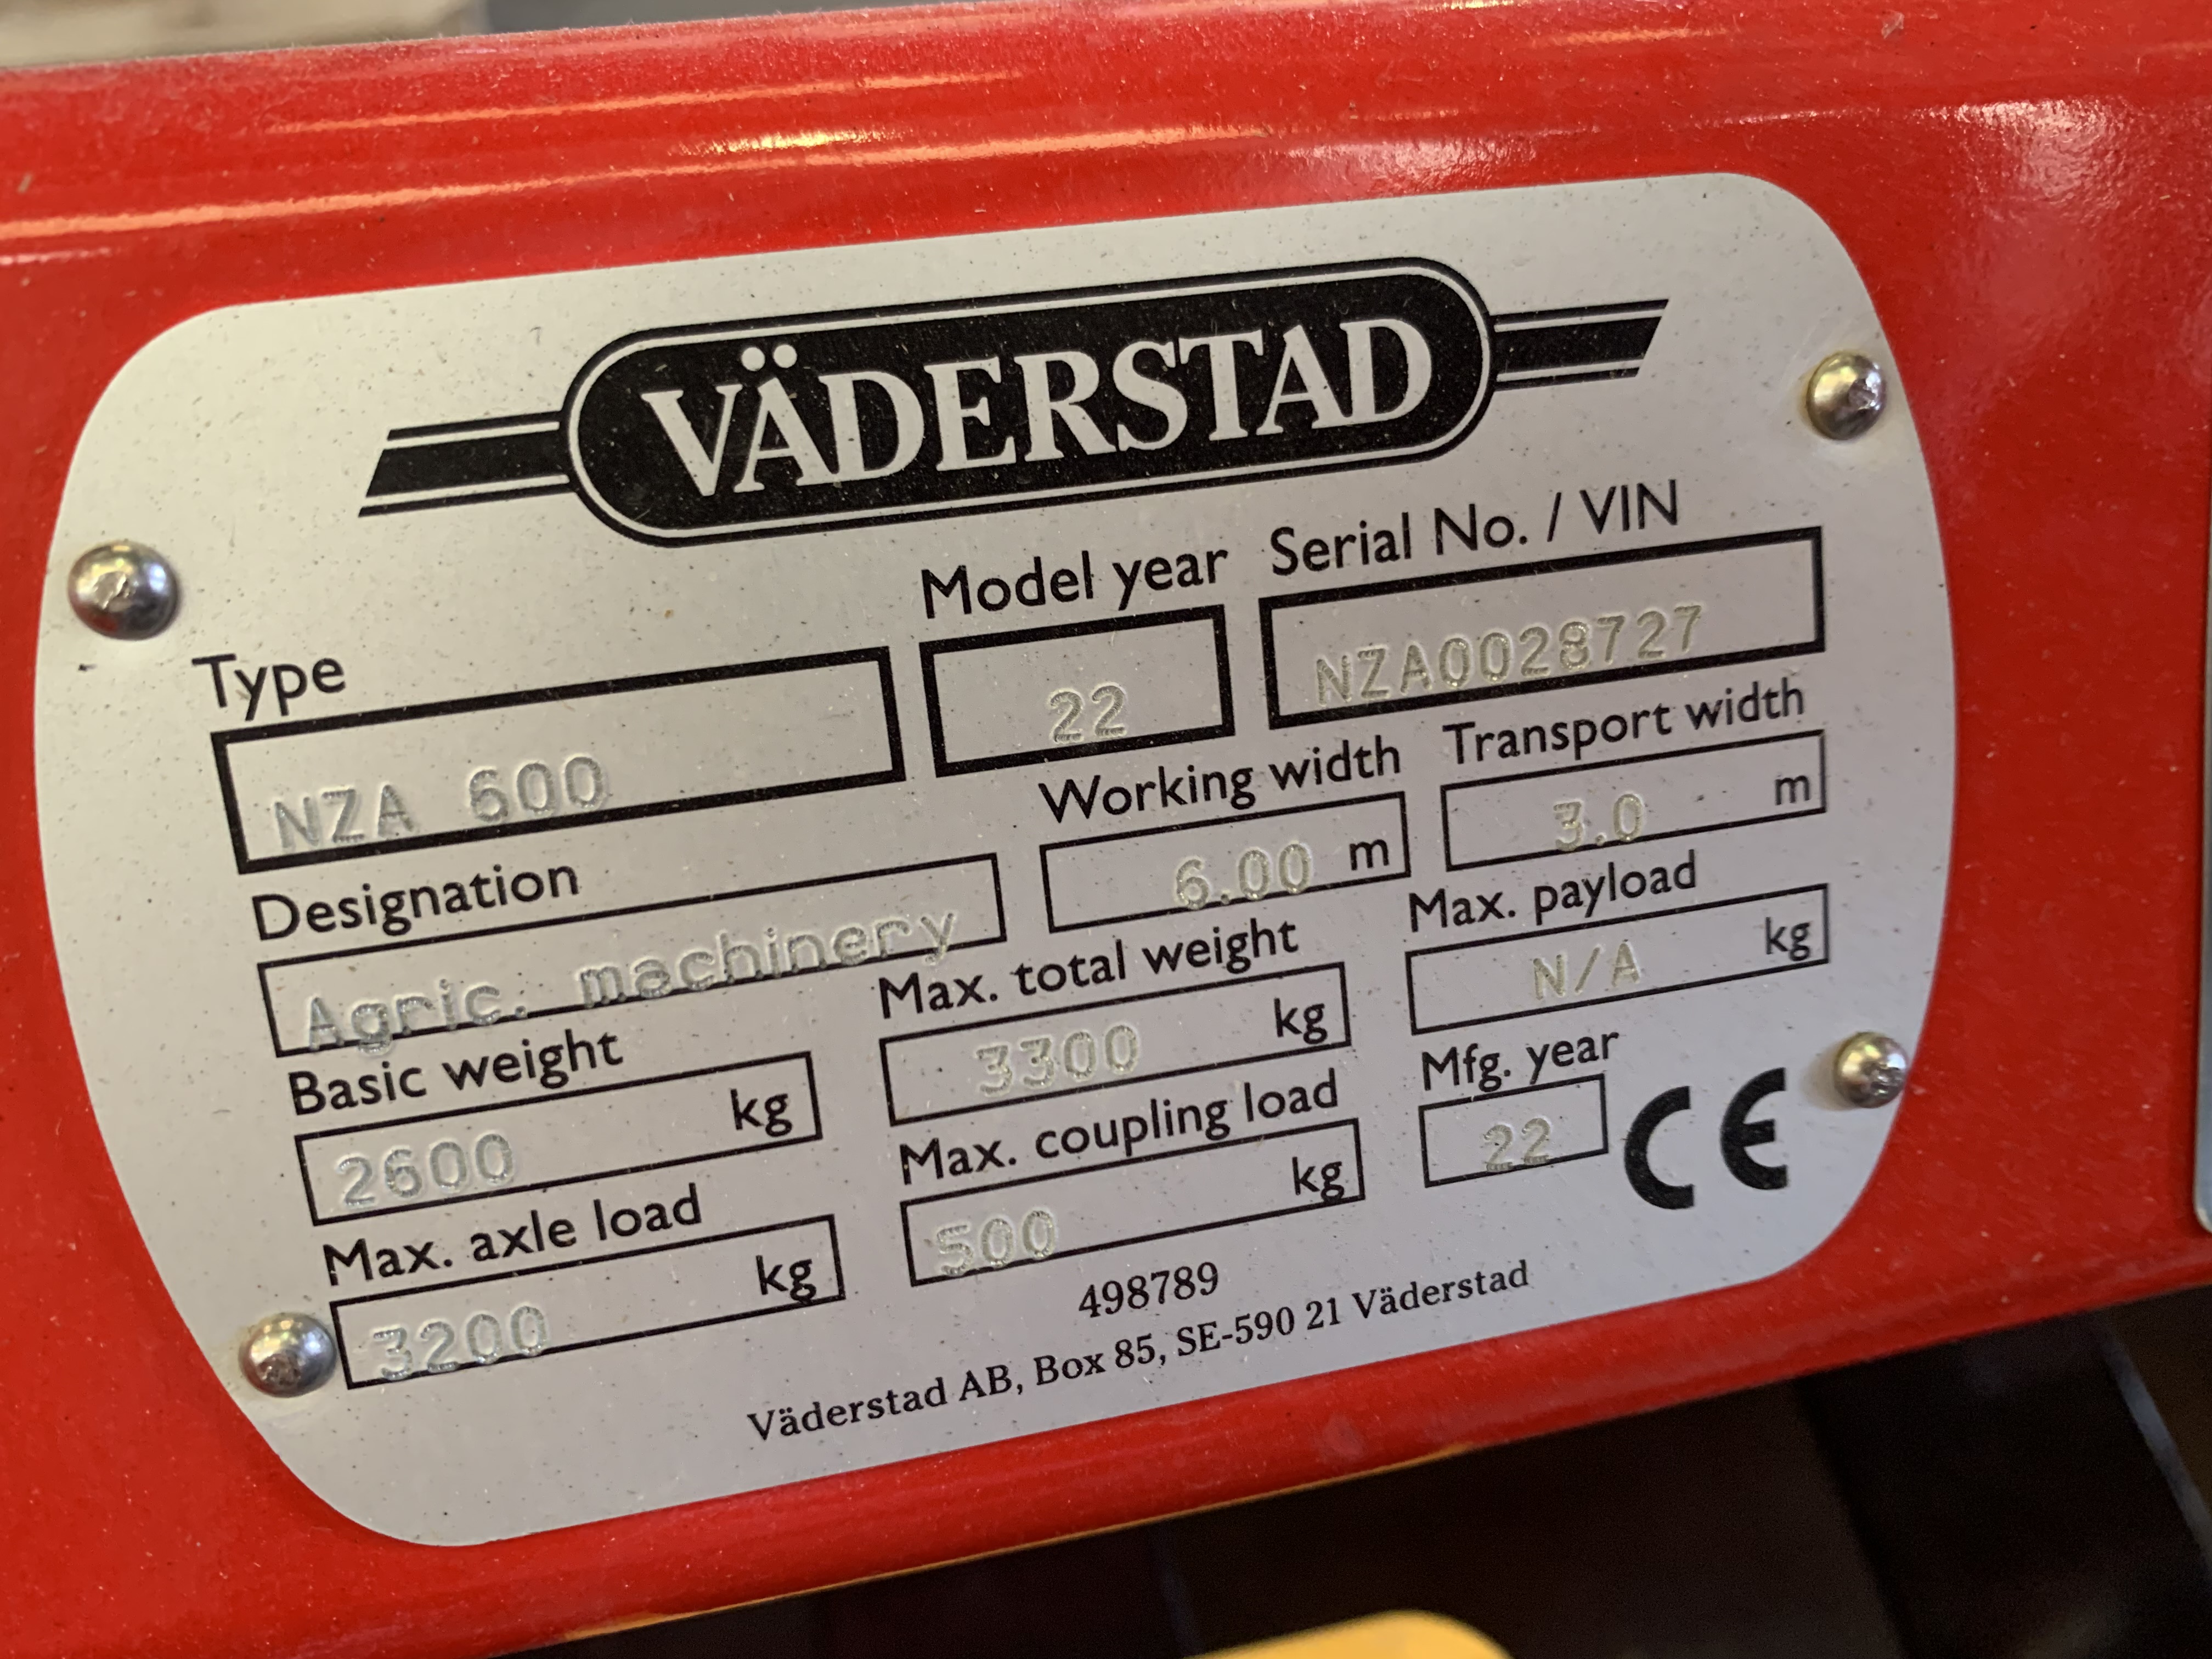 VÄDERSTAD
Type
Model year
Serial No. / VIN
NZA 600
22
NZA0028727
Designation
Working width
Transport width
Agric. machinery
6.00 m
3.0 m
Basic weight
Max. total weight
Max. payload
2600 kg
3300 kg
N/A kg
Max. axle load
Max. coupling load
Mfg. year
3200 kg
500 kg
22
CE
498789
Väderstad AB, Box 85, SE-590 21 Väderstad